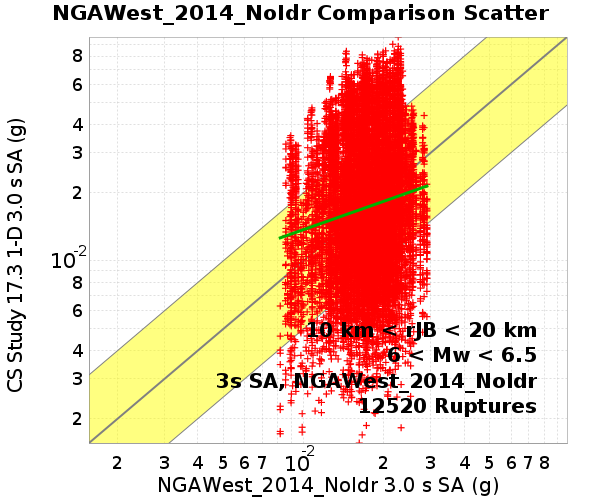 NGAWest_2014_NoIdr Comparison Scatter
CS Study 17.3 1-D 3.0 s SA (g)
8
6
4
3
2
10-2
8
6
4
3
2
10 km < rJB < 20 km
6 < Mw < 6.5
3s SA, NGAWest_2014_NoIdr
12520 Ruptures
2 3 4 5 6 7 10-2 2 3 4 5 6 7 8
NGAWest_2014_NoIdr 3.0 s SA (g)